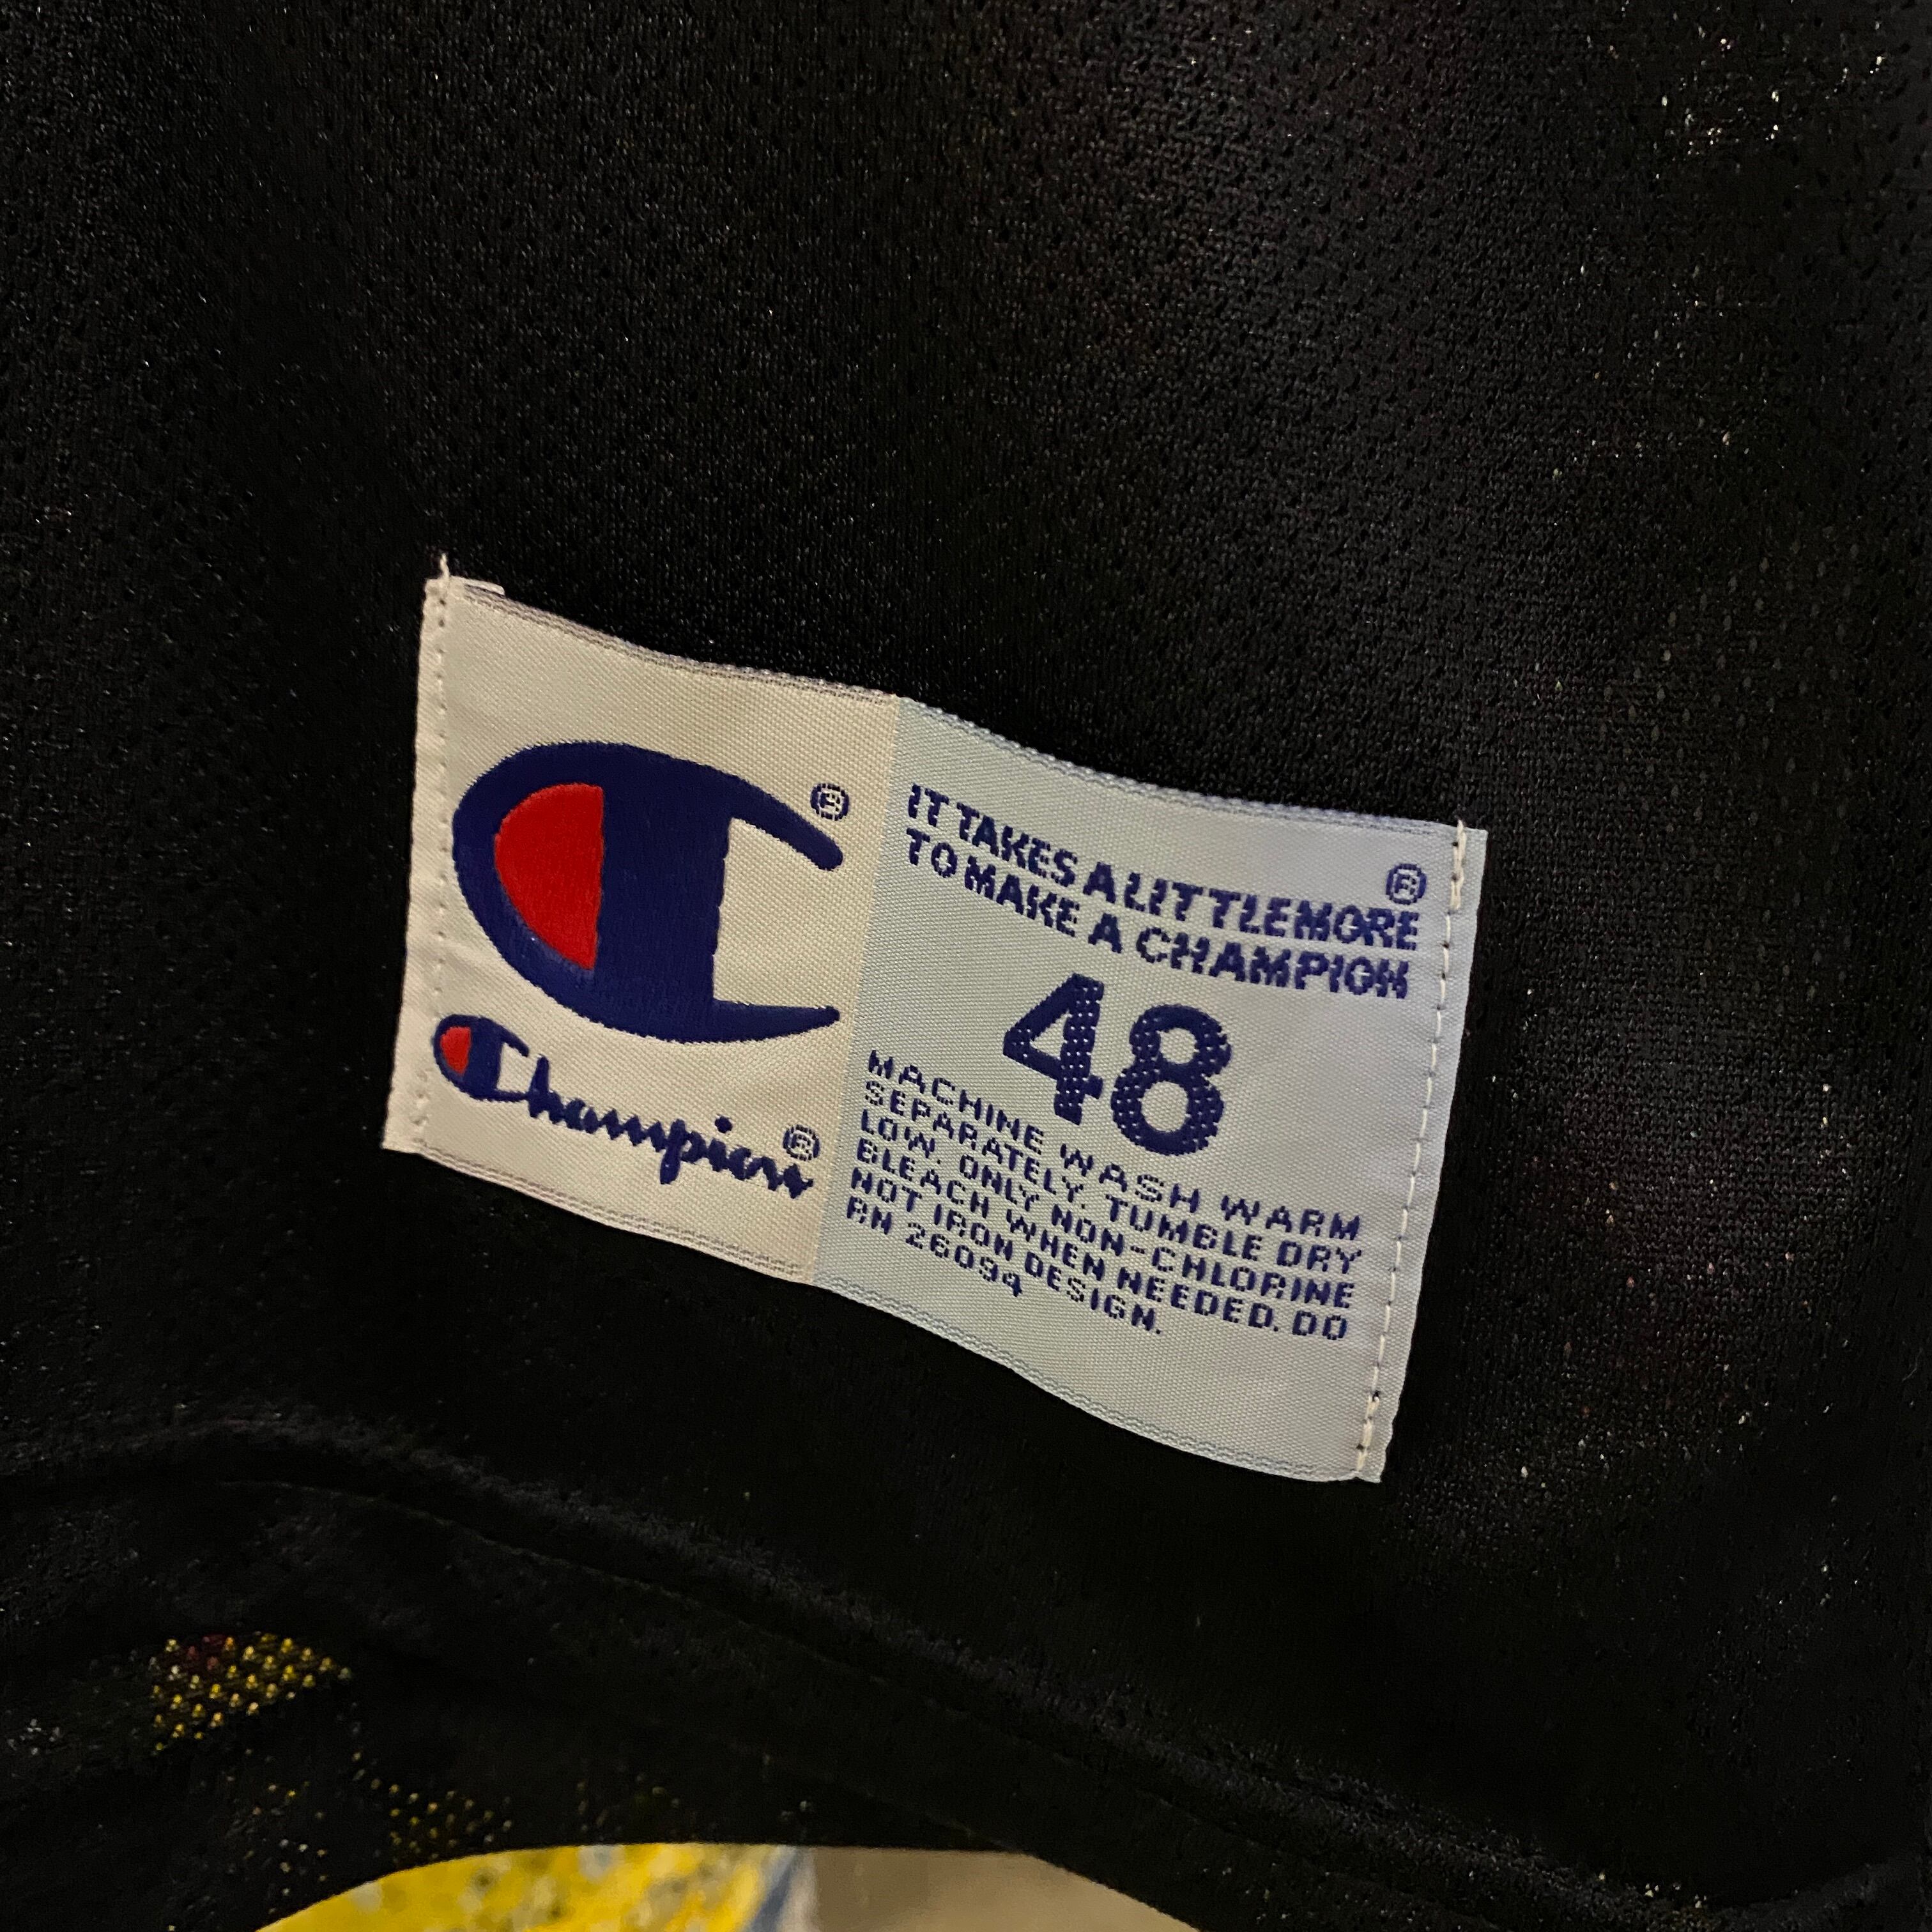 ®
Champion®
IT TAKES A LITTLE MORE®
TO MAKE A CHAMPION
48
MACHINE WASH WARM
SEPARATELY. TUMBLE DRY
LOW. ONLY NON-CHLORINE
BLEACH WHEN NEEDED. DO
NOT IRON DESIGN.
RN 26094